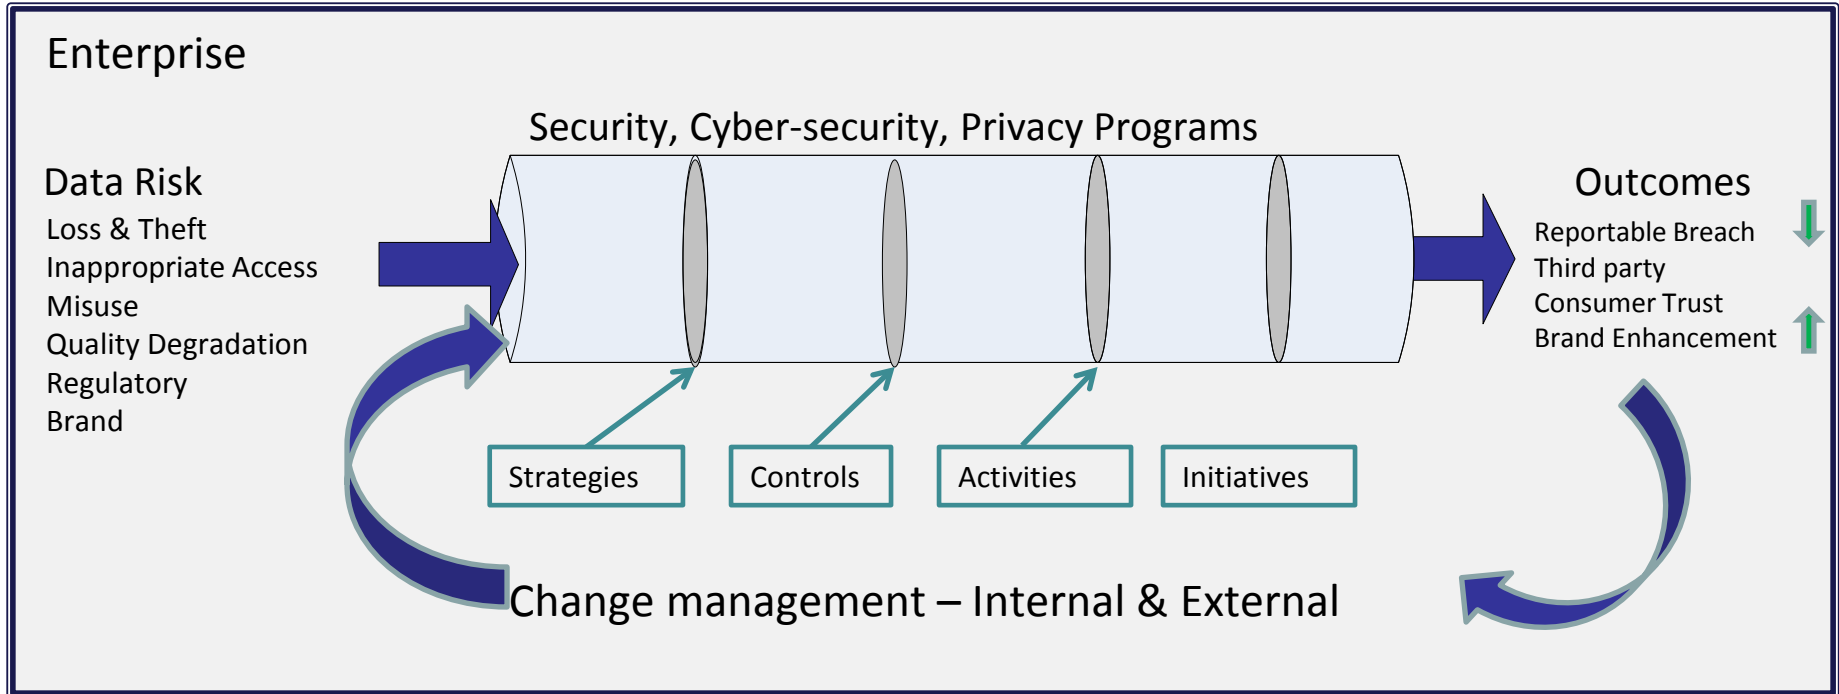 Enterprise
Security, Cyber-security, Privacy Programs
Data Risk
Loss & Theft
Inappropriate Access
Misuse
Quality Degradation
Regulatory
Brand
Outcomes
Reportable Breach
Third party
Consumer Trust
Brand Enhancement
Strategies
Controls
Activities
Initiatives
Change management – Internal & External